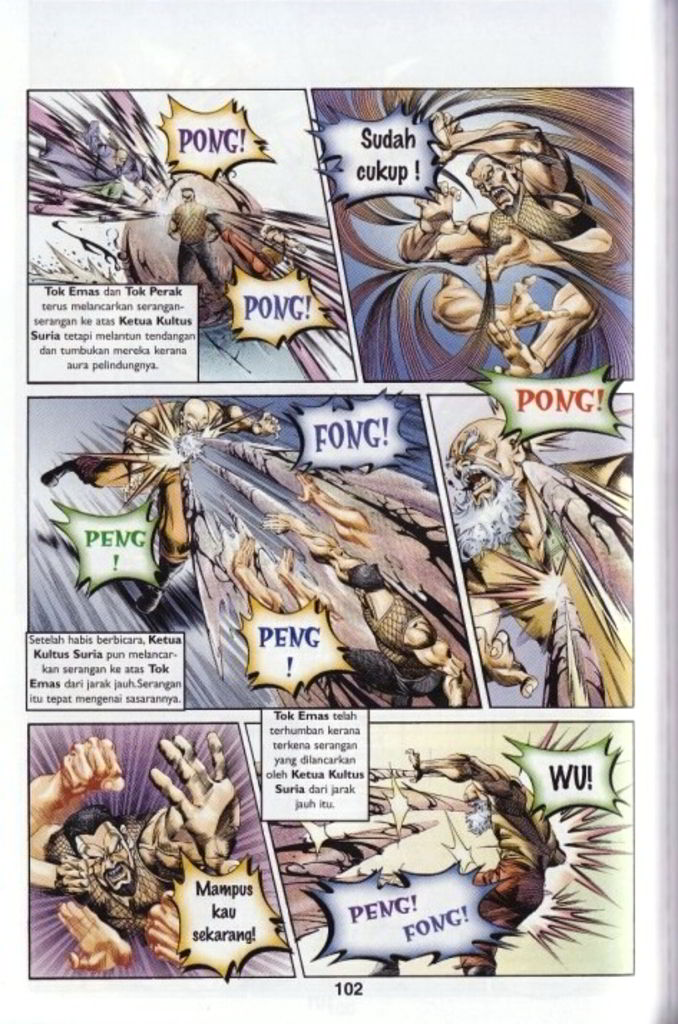 PONG!
PONG!
Tok Emas dan Tok Perak
terus melancarkan serangan-
serangan ke atas Ketua Kultus
Suria tetapi melantun tendangan
dan tumbukan mereka kerana
aura pelindungnya.
Sudah
cukup !
FONG!
PENG
!
PENG
!
Setelah habis berbicara, Ketua
Kultus Suria pun melancar-
kan serangan ke atas Tok
Emas dari jarak jauh.Serangan
itu tepat mengenai sasarannya.
PONG!
Mampus
kau
sekarang!
Tok Emas telah
terhumban kerana
terkena serangan
yang dilancarkan
oleh Ketua Kultus
Suria dari jarak
jauh itu.
WU!
PENG!
FONG!
102